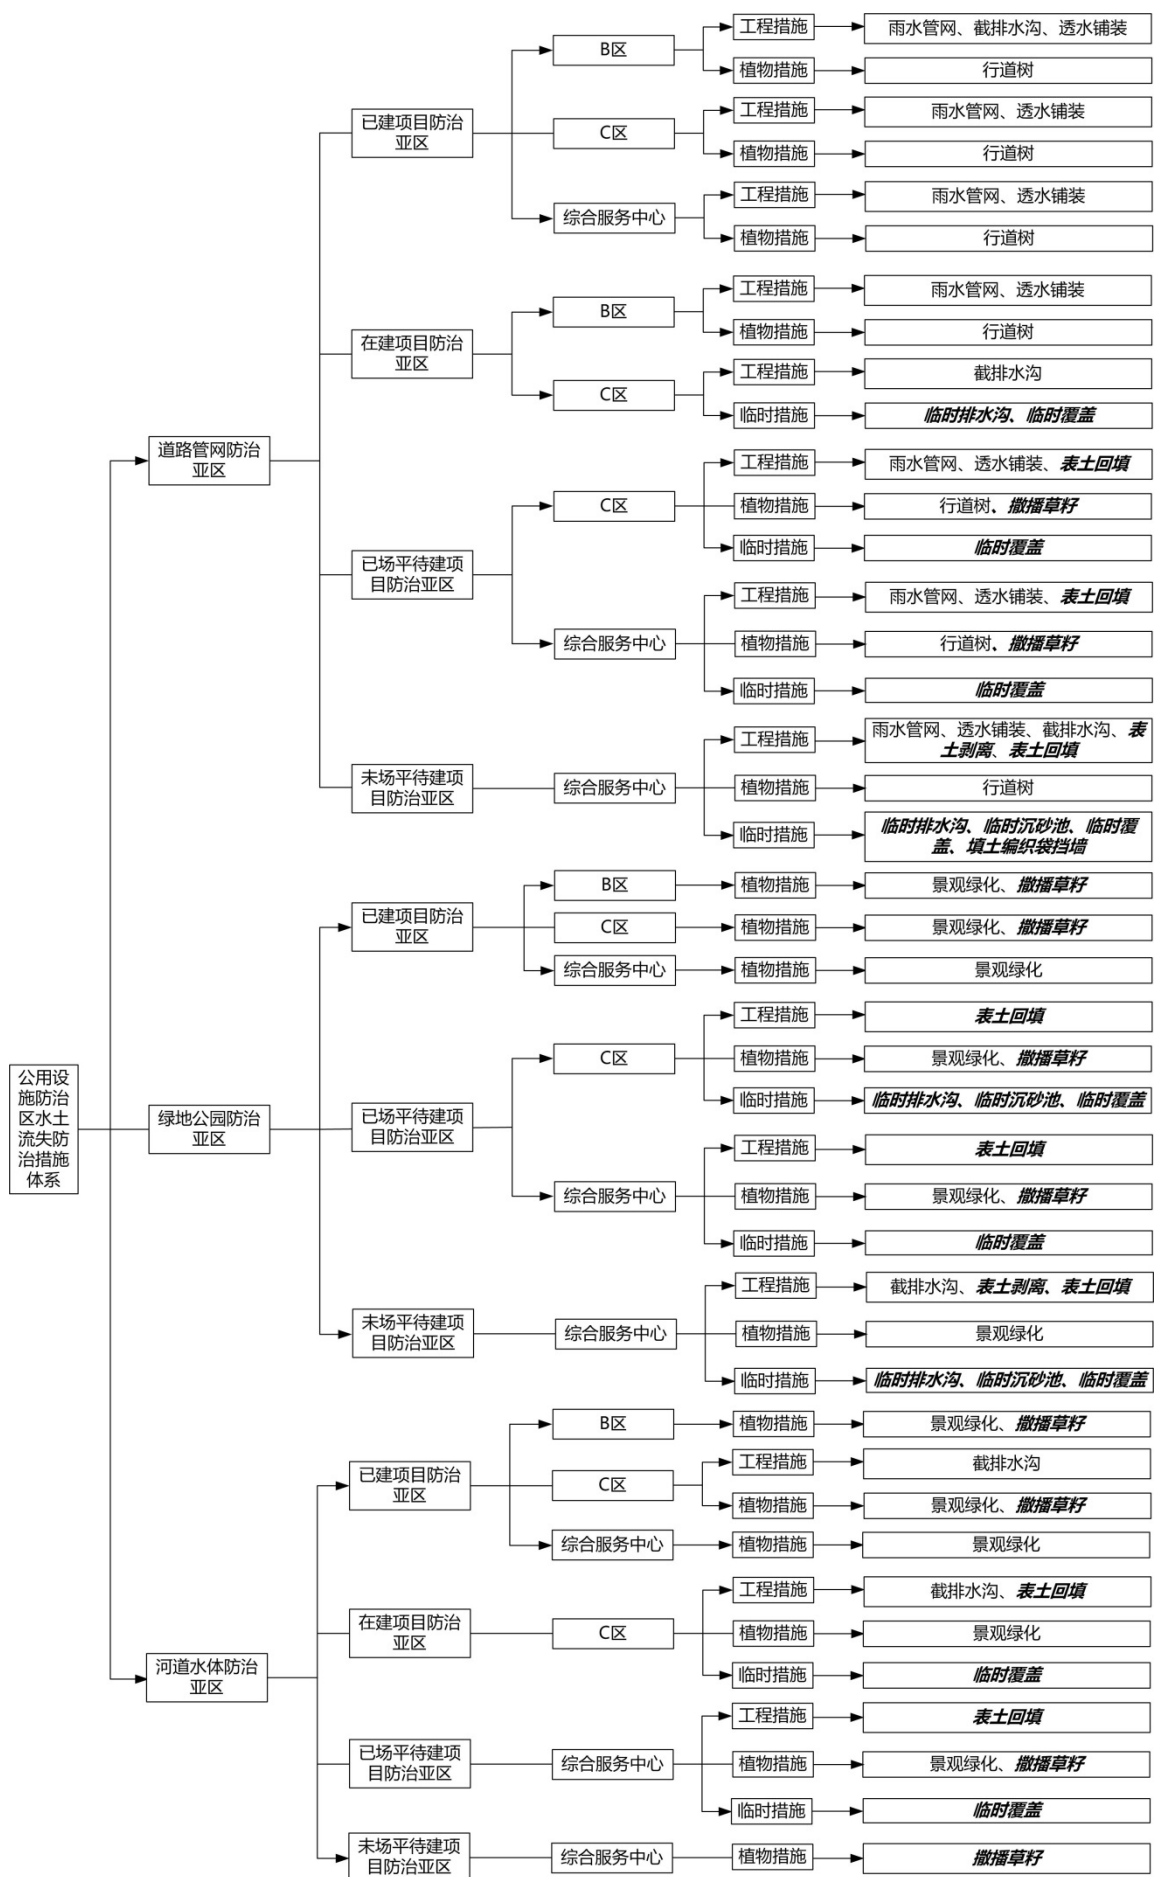 B区
工程措施
雨水管网、截排水沟、透水铺装
植物措施
行道树
已建项目防治
亚区
C区
工程措施
雨水管网、透水铺装
植物措施
行道树
综合服务中心
工程措施
雨水管网、透水铺装
植物措施
行道树
在建项目防治
亚区
B区
工程措施
雨水管网、透水铺装
植物措施
行道树
C区
工程措施
截排水沟
临时措施
临时排水沟、临时覆盖
道路管网防治
亚区
已场平待建项
目防治亚区
C区
工程措施
雨水管网、透水铺装、表土回填
植物措施
行道树、撒播草籽
临时措施
临时覆盖
综合服务中心
工程措施
雨水管网、透水铺装、表土回填
植物措施
行道树、撒播草籽
临时措施
临时覆盖
未场平待建项
目防治亚区
综合服务中心
工程措施
雨水管网、透水铺装、截排水沟、表
土剥离、表土回填
植物措施
行道树
临时措施
临时排水沟、临时沉砂池、临时覆
盖、填土编织袋挡墙
已建项目防治
亚区
B区
植物措施
景观绿化、撒播草籽
C区
植物措施
景观绿化、撒播草籽
综合服务中心
植物措施
景观绿化
公用设
施防治
区水土
流失防
治措施
体系
绿地公园防治
亚区
已场平待建项
目防治亚区
C区
工程措施
表土回填
植物措施
景观绿化、撒播草籽
临时措施
临时排水沟、临时沉砂池、临时覆盖
综合服务中心
工程措施
表土回填
植物措施
景观绿化、撒播草籽
临时措施
临时覆盖
未场平待建项
目防治亚区
综合服务中心
工程措施
截排水沟、表土剥离、表土回填
植物措施
景观绿化
临时措施
临时排水沟、临时沉砂池、临时覆盖
已建项目防治
亚区
B区
植物措施
景观绿化、撒播草籽
C区
工程措施
截排水沟
植物措施
景观绿化、撒播草籽
综合服务中心
植物措施
景观绿化
河道水体防治
亚区
在建项目防治
亚区
C区
工程措施
截排水沟、表土回填
植物措施
景观绿化
临时措施
临时覆盖
已场平待建项
目防治亚区
综合服务中心
工程措施
表土回填
植物措施
景观绿化、撒播草籽
临时措施
临时覆盖
未场平待建项
目防治亚区
综合服务中心
植物措施
撒播草籽